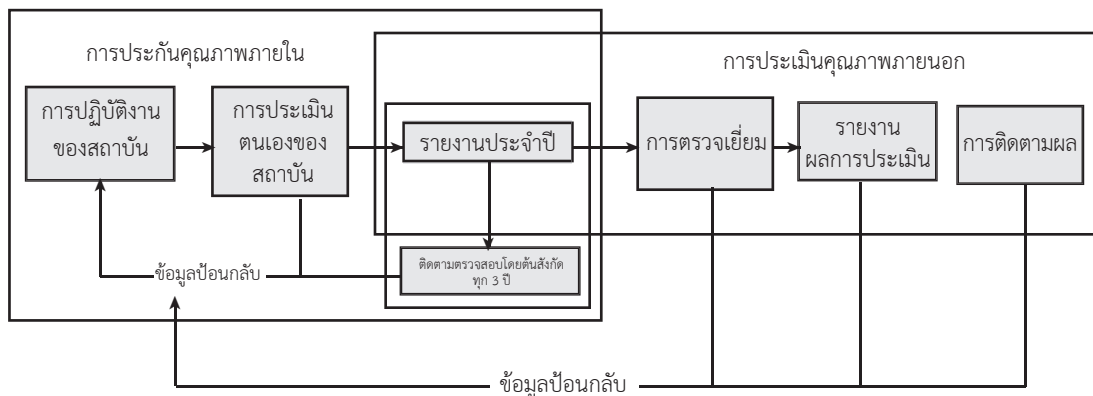 การประกันคุณภาพภายใน
การประเมินคุณภาพภายนอก
การปฏิบัติงาน
ของสถาบัน
การประเมิน
ตนเองของ
สถาบัน
รายงานประจำปี
การตรวจเยี่ยม
รายงาน
ผลการประเมิน
การติดตามผล
ติดตามตรวจสอบโดยต้นสังกัด
ทุก 3 ปี
ข้อมูลป้อนกลับ
ข้อมูลป้อนกลับ